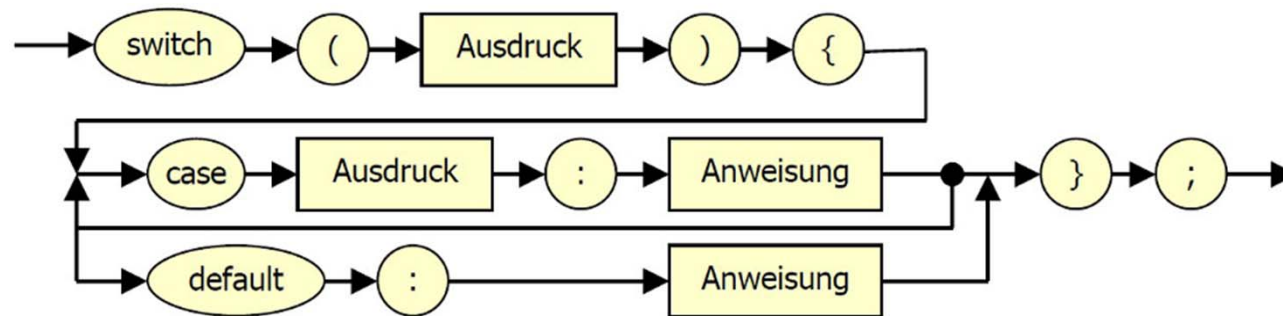 switch ( Ausdruck ) {
case Ausdruck : Anweisung } ;
default : Anweisung